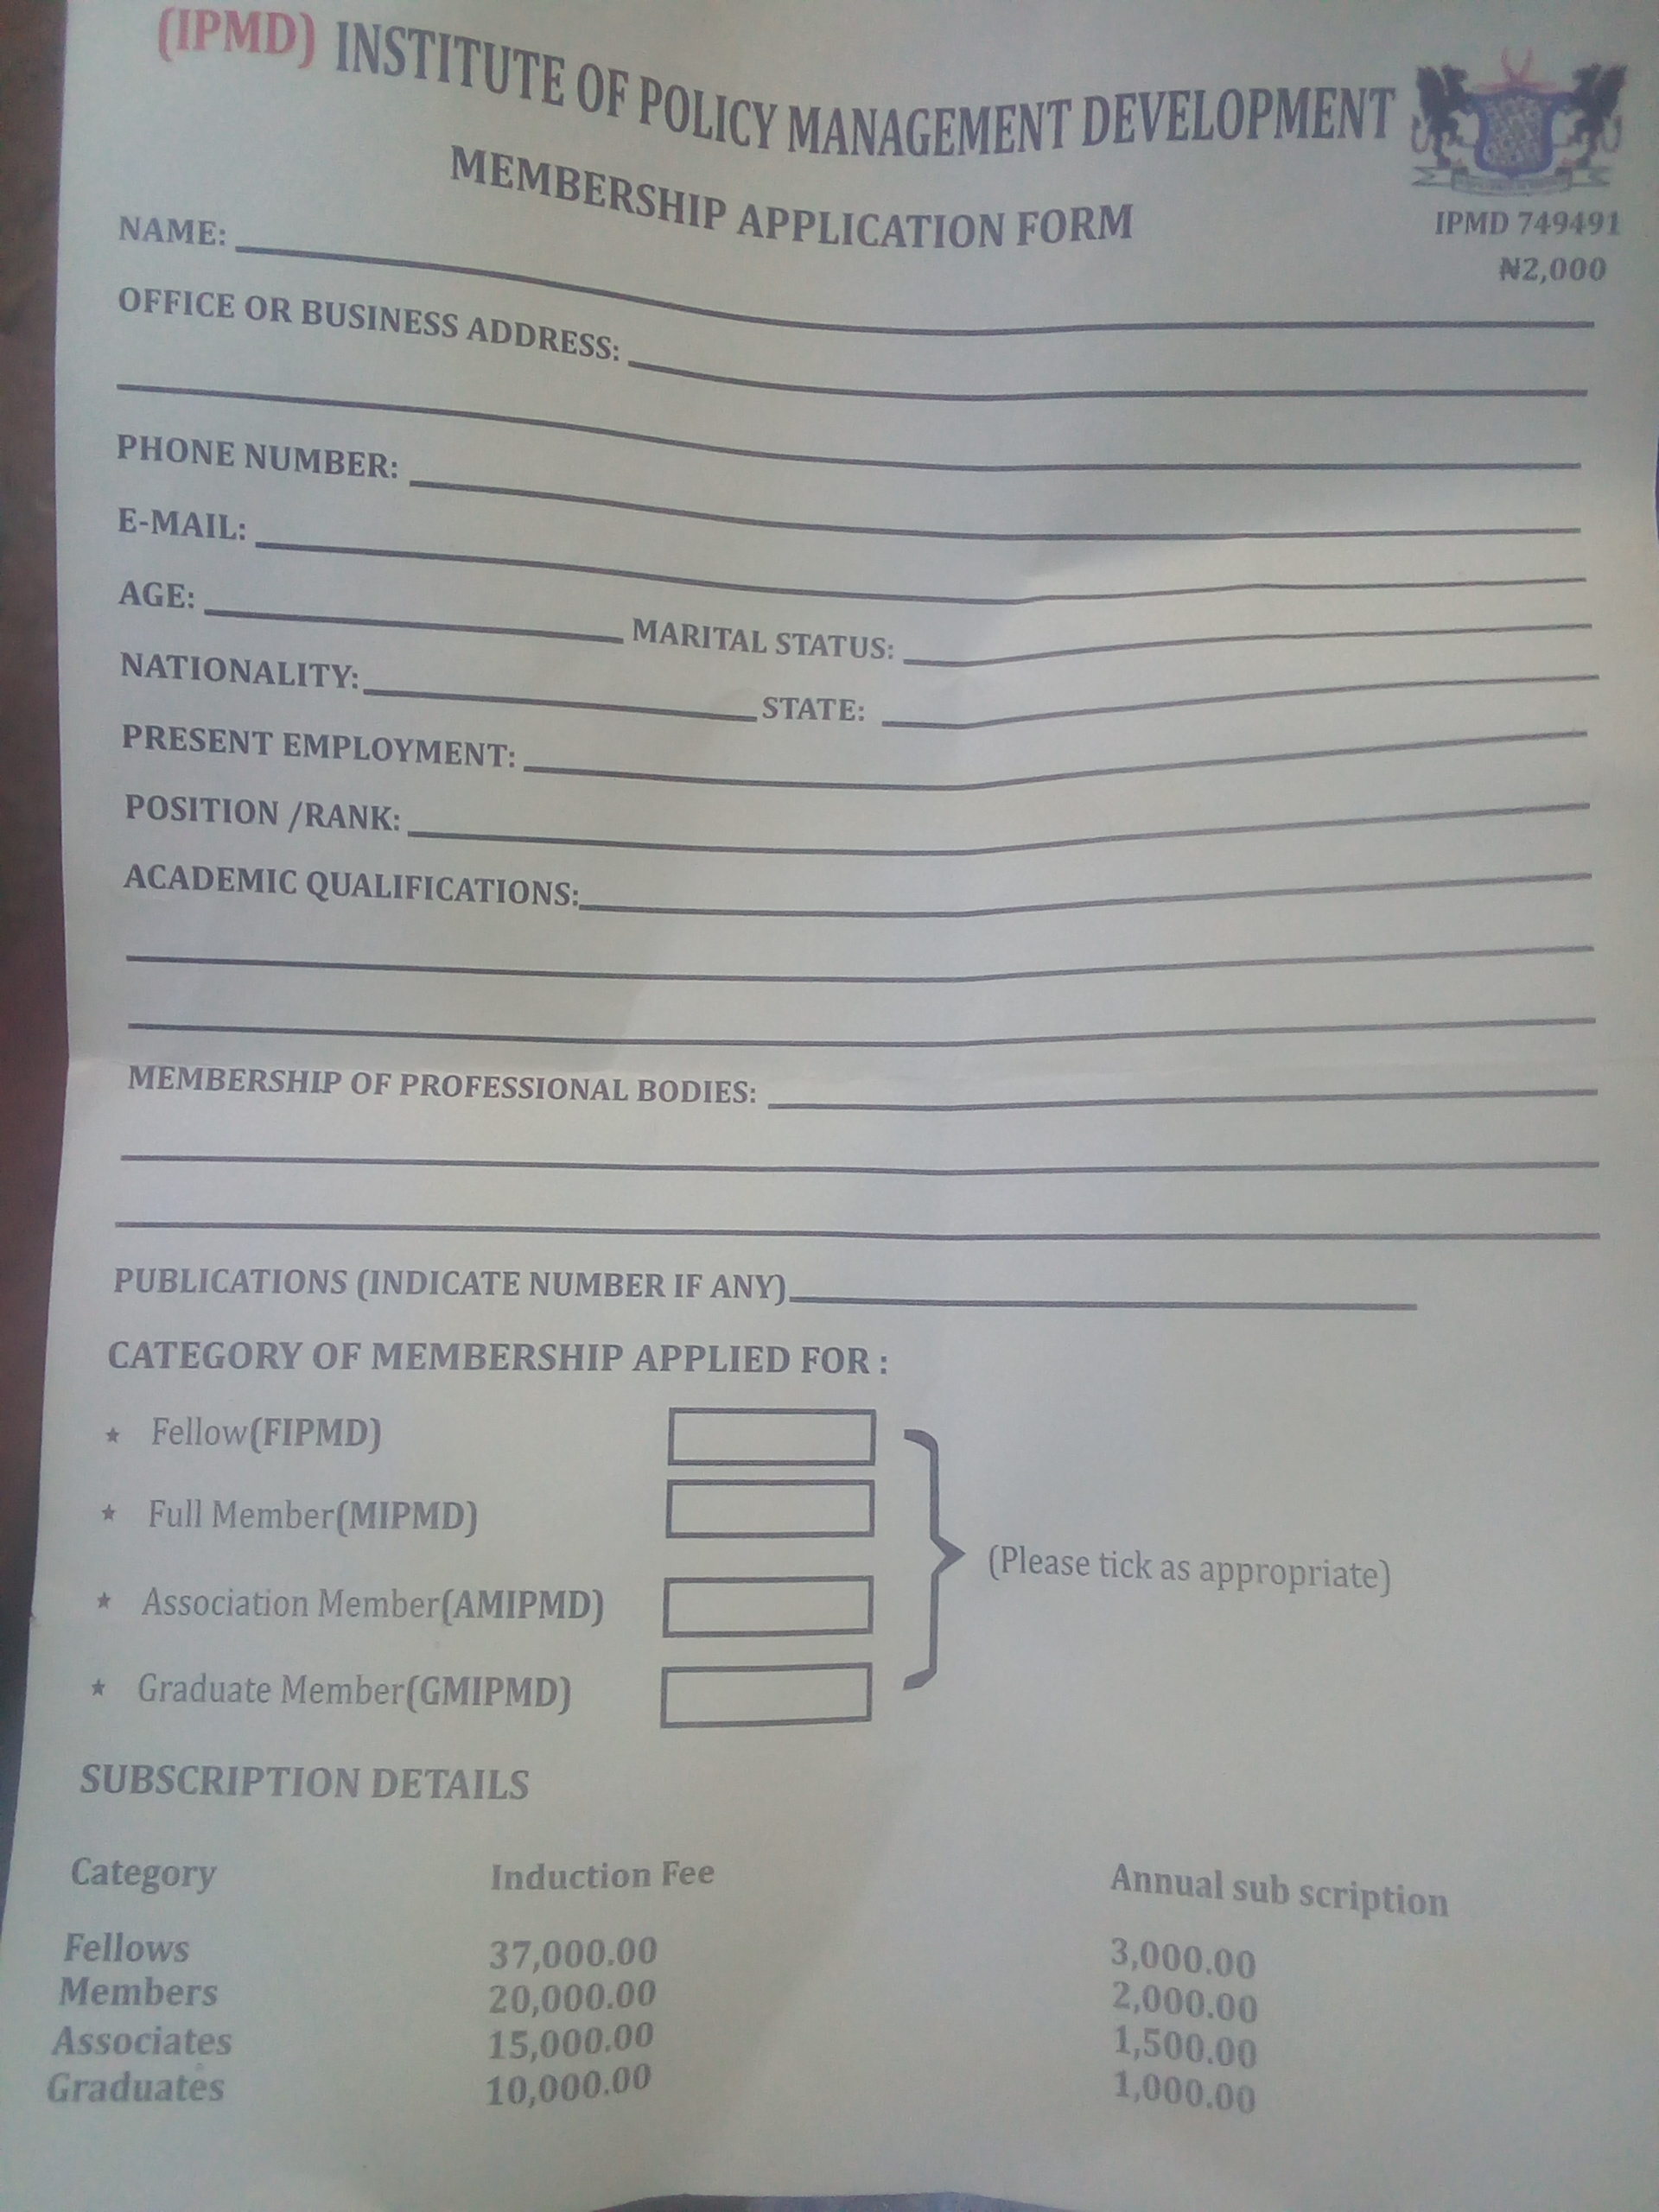 (IPMD) INSTITUTE OF POLICY MANAGEMENT DEVELOPMENT
MEMBERSHIP APPLICATION FORM
IPMD 749491
₦2,000
NAME:
OFFICE OR BUSINESS ADDRESS:
PHONE NUMBER:
E-MAIL:
AGE: MARITAL STATUS:
NATIONALITY: STATE:
PRESENT EMPLOYMENT:
POSITION /RANK:
ACADEMIC QUALIFICATIONS:
MEMBERSHIP OF PROFESSIONAL BODIES:
PUBLICATIONS (INDICATE NUMBER IF ANY)
CATEGORY OF MEMBERSHIP APPLIED FOR :
★ Fellow(FIPMD)
★ Full Member(MIPMD)
(Please tick as appropriate)
★ Association Member(AMIPMD)
★ Graduate Member(GMIPMD)
SUBSCRIPTION DETAILS
Category Induction Fee Annual sub scription
Fellows 37,000.00 3,000.00
Members 20,000.00 2,000.00
Associates 15,000.00 1,500.00
Graduates 10,000.00 1,000.00